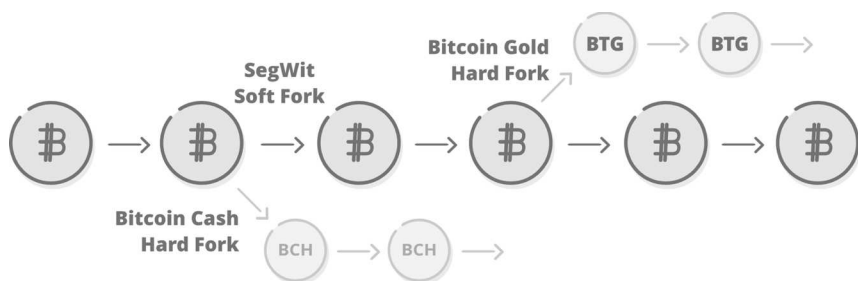 Bitcoin Gold
Hard Fork
BTG
BTG
SegWit
Soft Fork
Bitcoin Cash
Hard Fork
BCH
BCH